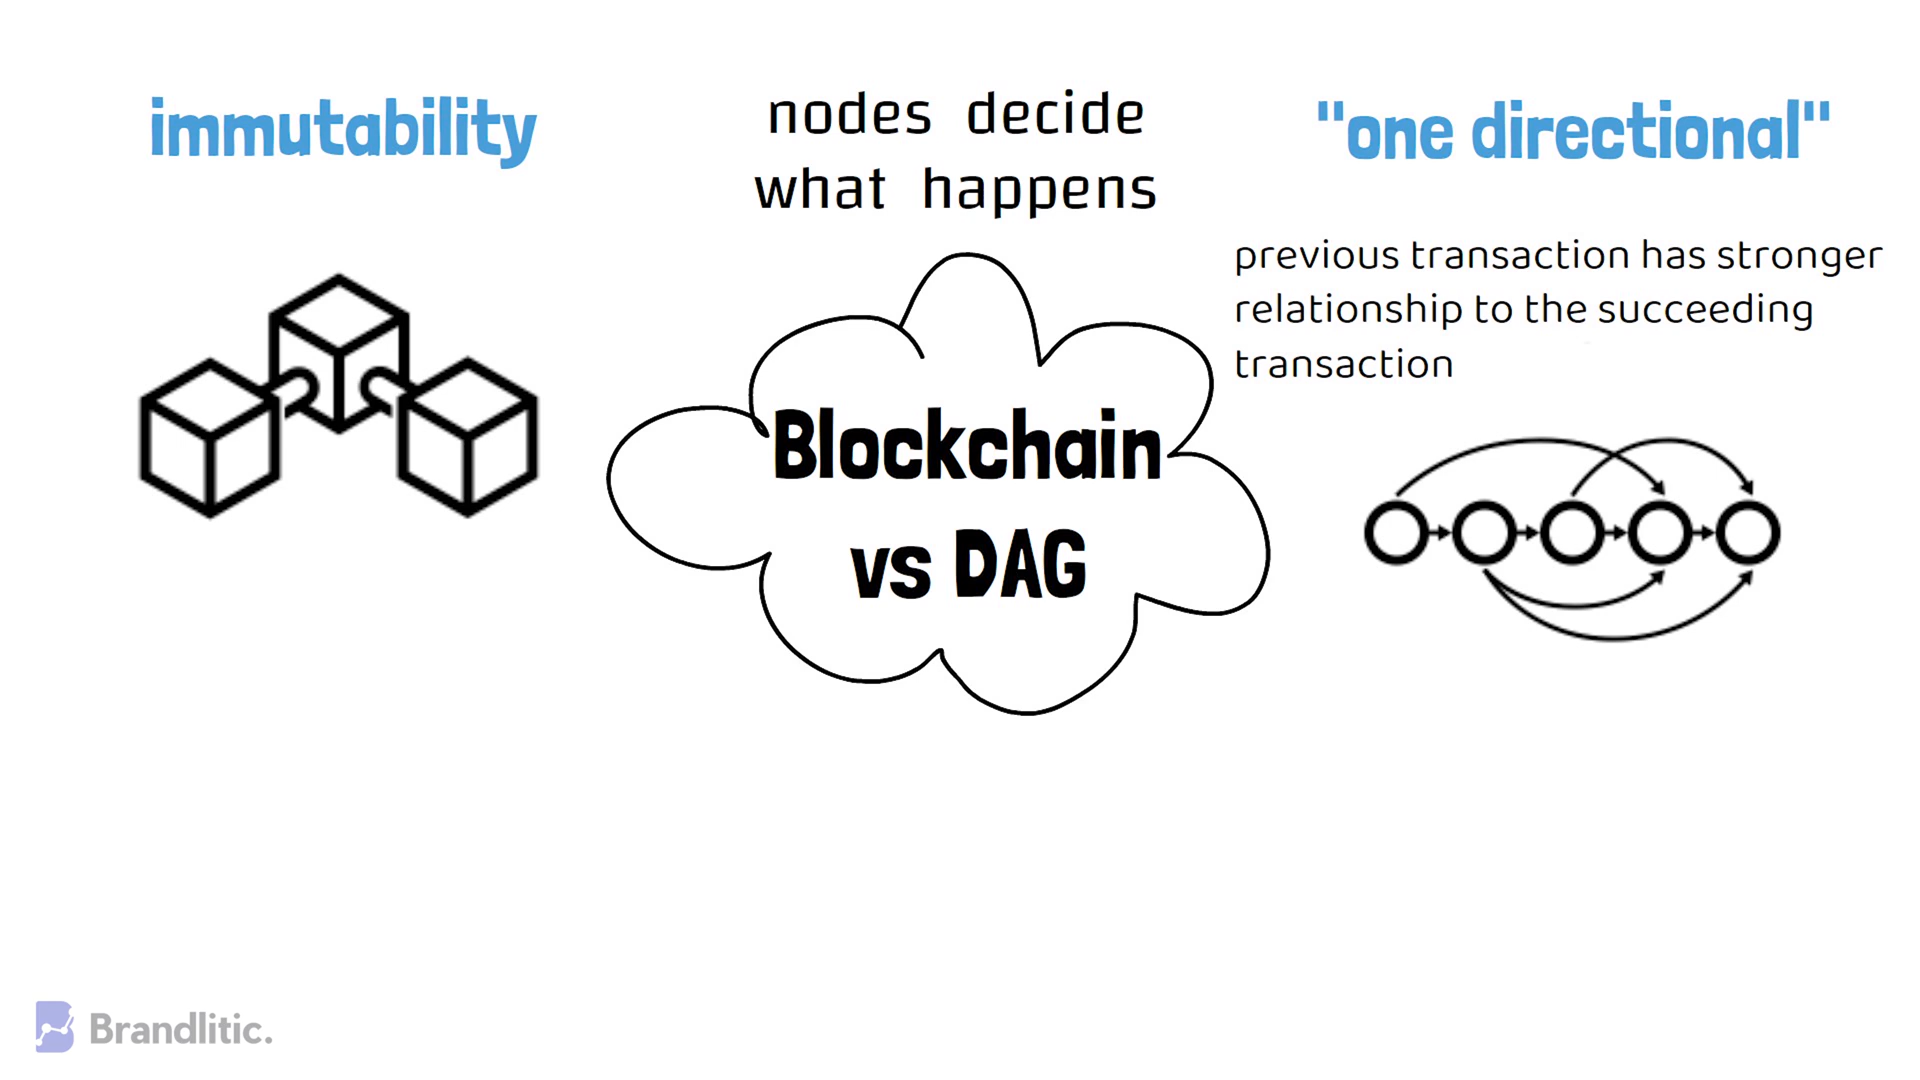 immutability
nodes decide
what happens
"one directional"
previous transaction has stronger
relationship to the succeeding
transaction
Blockchain
vs DAG
Brandlitic.